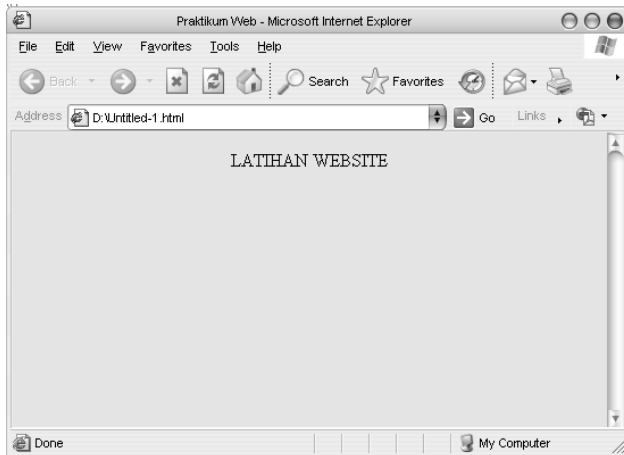 Praktikum Web - Microsoft Internet Explorer
File Edit View Favorites Tools Help
Back Search Favorites
Address D:\Untitled-1.html Go Links
LATIHAN WEBSITE
Done My Computer